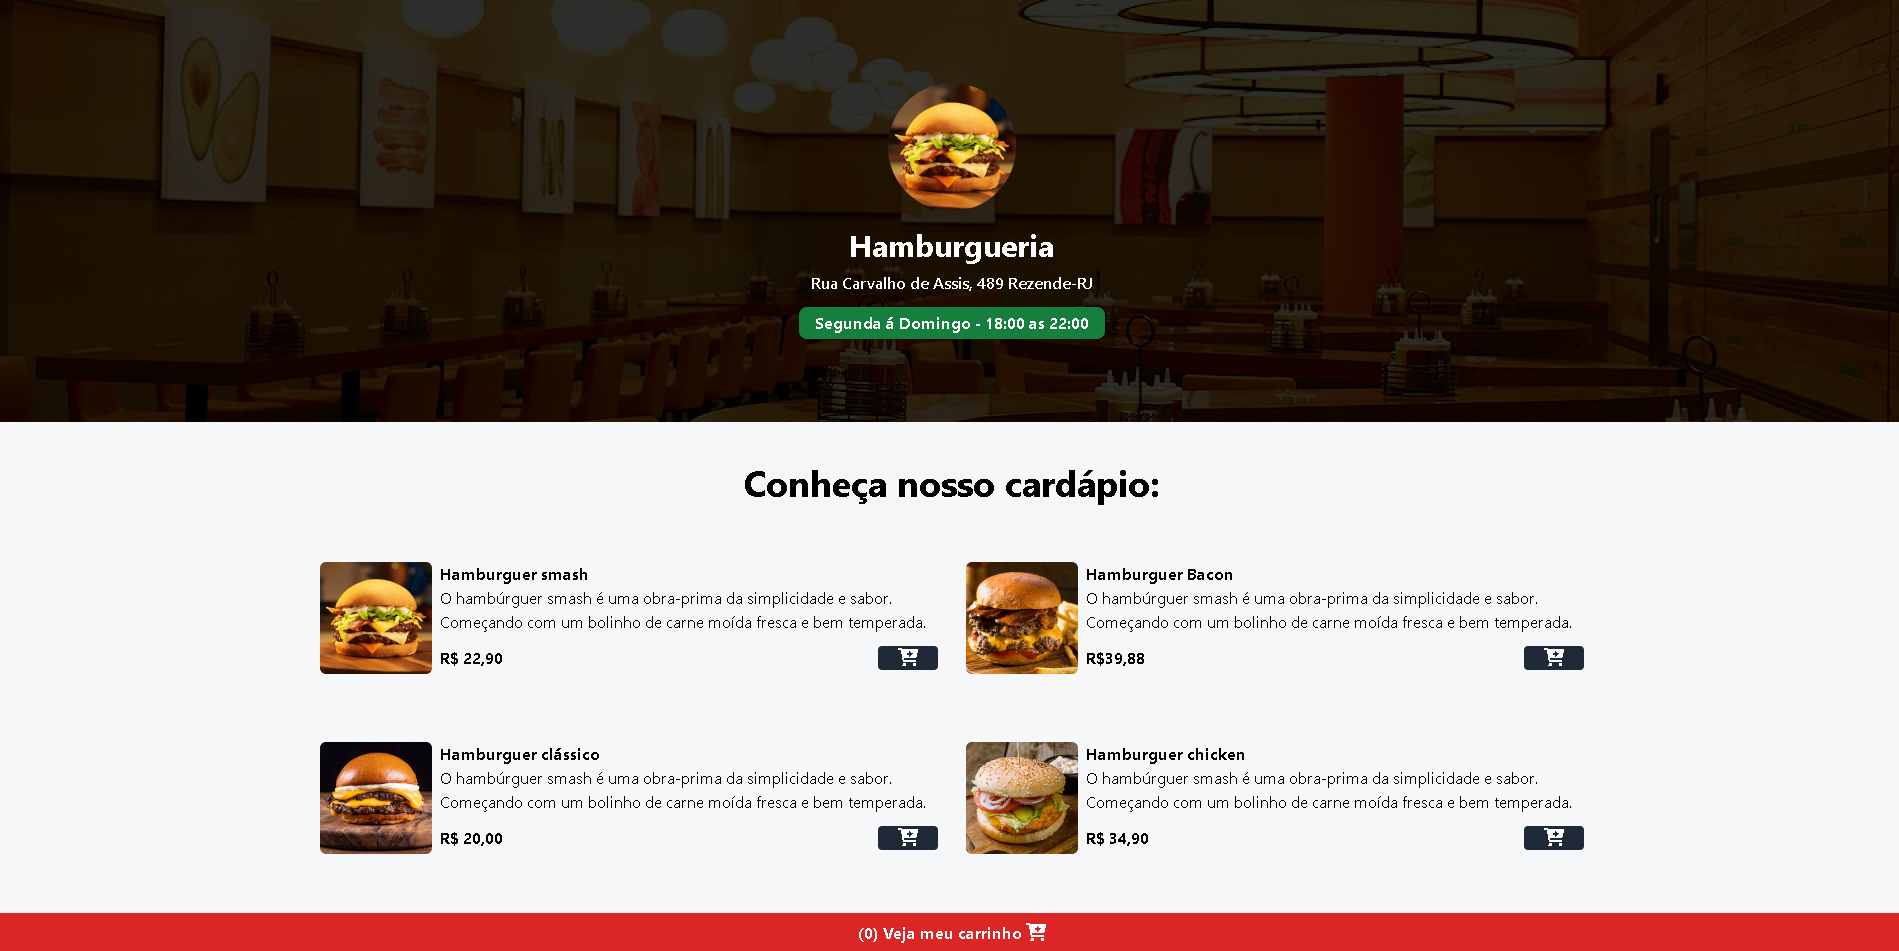 Hamburgueria
Rua Carvalho de Assis, 489 Rezende-RJ
Segunda á Domingo - 18:00 as 22:00
Conheça nosso cardápio:
Hamburguer smash
O hambúrguer smash é uma obra-prima da simplicidade e sabor.
Começando com um bolinho de carne moída fresca e bem temperada.
R$ 22,90
Hamburguer Bacon
O hambúrguer smash é uma obra-prima da simplicidade e sabor.
Começando com um bolinho de carne moída fresca e bem temperada.
R$39,88
Hamburguer clássico
O hambúrguer smash é uma obra-prima da simplicidade e sabor.
Começando com um bolinho de carne moída fresca e bem temperada.
R$ 20,00
Hamburguer chicken
O hambúrguer smash é uma obra-prima da simplicidade e sabor.
Começando com um bolinho de carne moída fresca e bem temperada.
R$ 34,90
(0) Veja meu carrinho